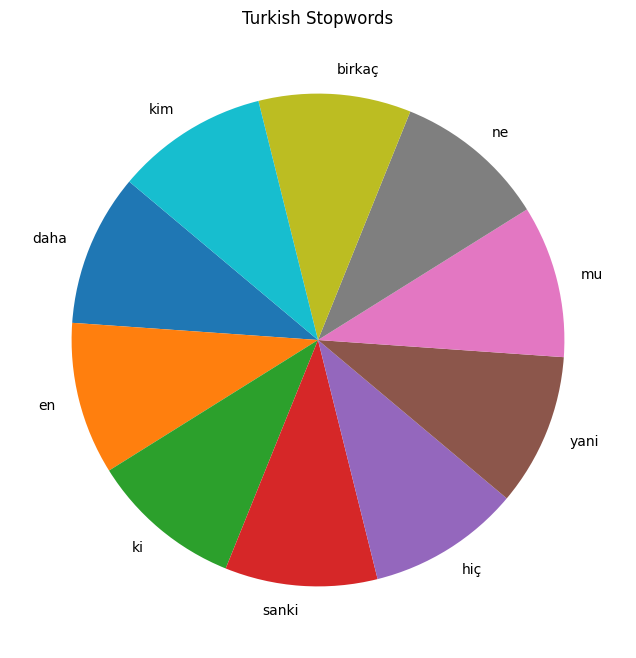 Turkish Stopwords
birkaç
kim
ne
daha
mu
en
yani
ki
hiç
sanki